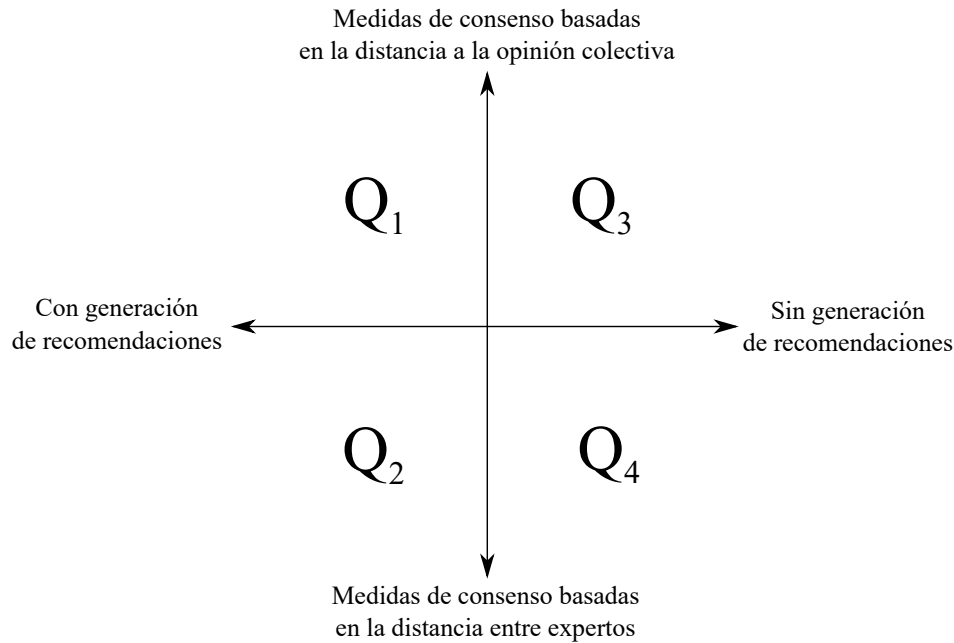 Medidas de consenso basadas
en la distancia a la opinión colectiva
Q1
Q3
Con generación
de recomendaciones
Sin generación
de recomendaciones
Q2
Q4
Medidas de consenso basadas
en la distancia entre expertos